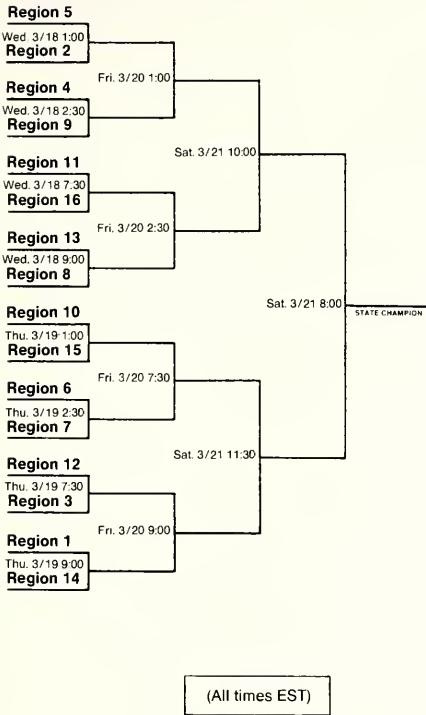 Region 5
Wed. 3/18 1:00
Region 2
Fri. 3/20 1:00
Region 4
Wed. 3/18 2:30
Region 9
Sat. 3/21 10:00
Region 11
Wed. 3/18 7:30
Region 16
Fri. 3/20 2:30
Region 13
Wed. 3/18 9:00
Region 8
Sat. 3/21 8:00
STATE CHAMPION
Region 10
Thu. 3/19 1:00
Region 15
Fri. 3/20 7:30
Region 6
Thu. 3/19 2:30
Region 7
Sat. 3/21 11:30
Region 12
Thu. 3/19 7:30
Region 3
Fri. 3/20 9:00
Region 1
Thu. 3/19 9:00
Region 14
(All times EST)